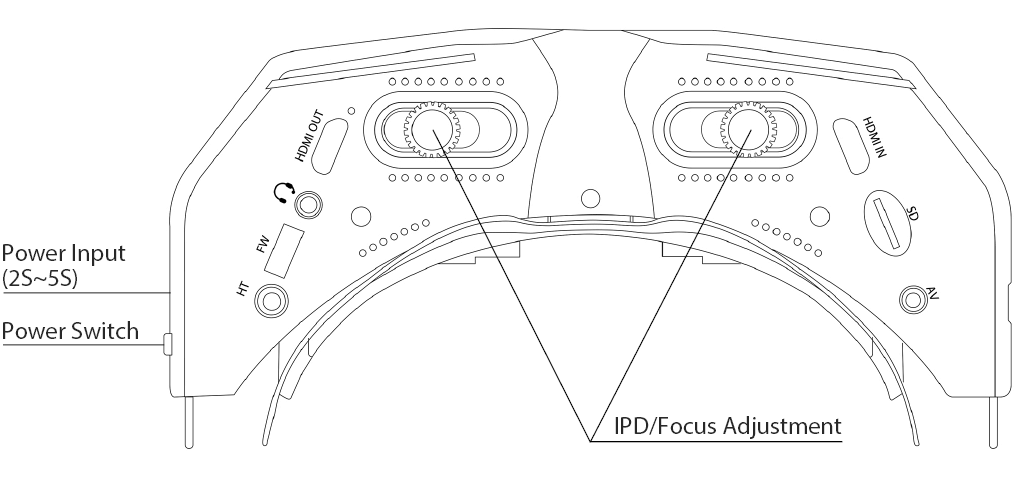 HDMI OUT
HDMI IN
SD
FW
Power Input
(2S~5S)
HT
AV
Power Switch
IPD/Focus Adjustment